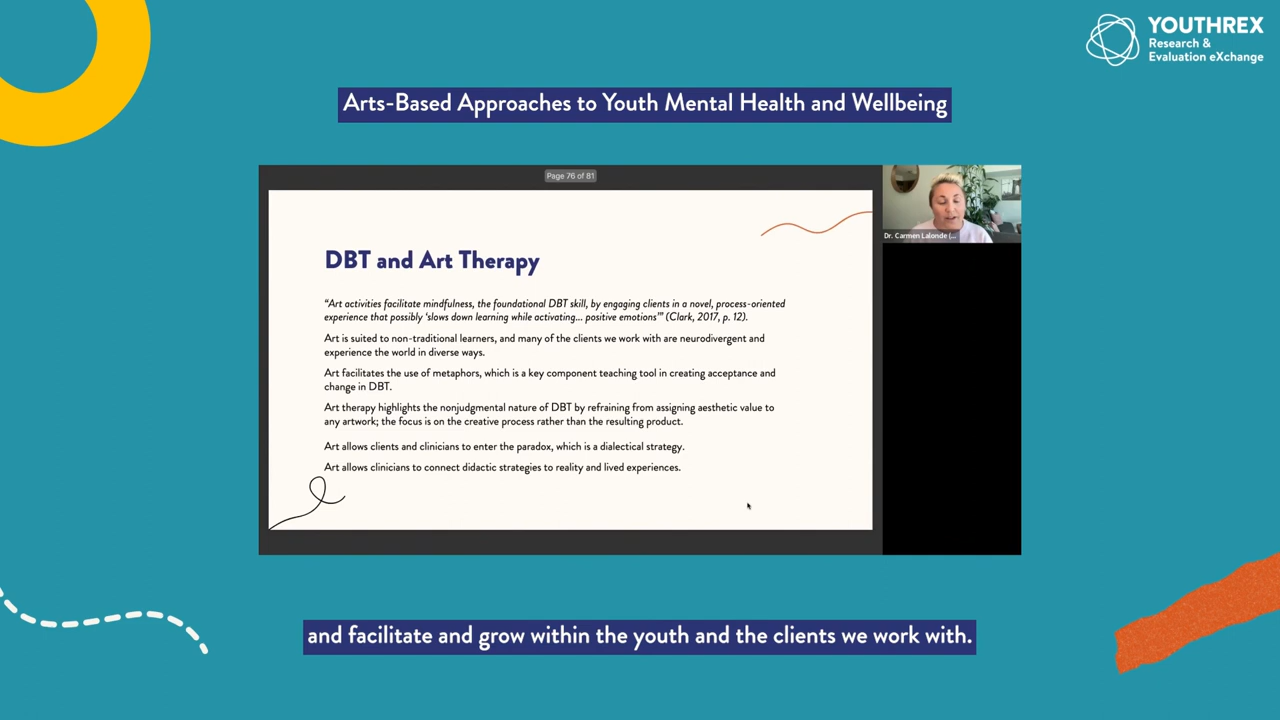 YOUTHREX
Research &
Evaluation eXchange
Arts-Based Approaches to Youth Mental Health and Wellbeing
Page 76 of 81
DBT and Art Therapy
“Art activities facilitate mindfulness, the foundational DBT skill, by engaging clients in a novel, process-oriented
experience that possibly ‘slows down learning while activating... positive emotions’” (Clark, 2017, p. 12).
Art is suited to non-traditional learners, and many of the clients we work with are neurodivergent and
experience the world in diverse ways.
Art facilitates the use of metaphors, which is a key component teaching tool in creating acceptance and
change in DBT.
Art therapy highlights the nonjudgmental nature of DBT by refraining from assigning aesthetic value to
any artwork; the focus is on the creative process rather than the resulting product.
Art allows clients and clinicians to enter the paradox, which is a dialectical strategy.
Art allows clinicians to connect didactic strategies to reality and lived experiences.
Dr. Carmen Lalonde (...
and facilitate and grow within the youth and the clients we work with.